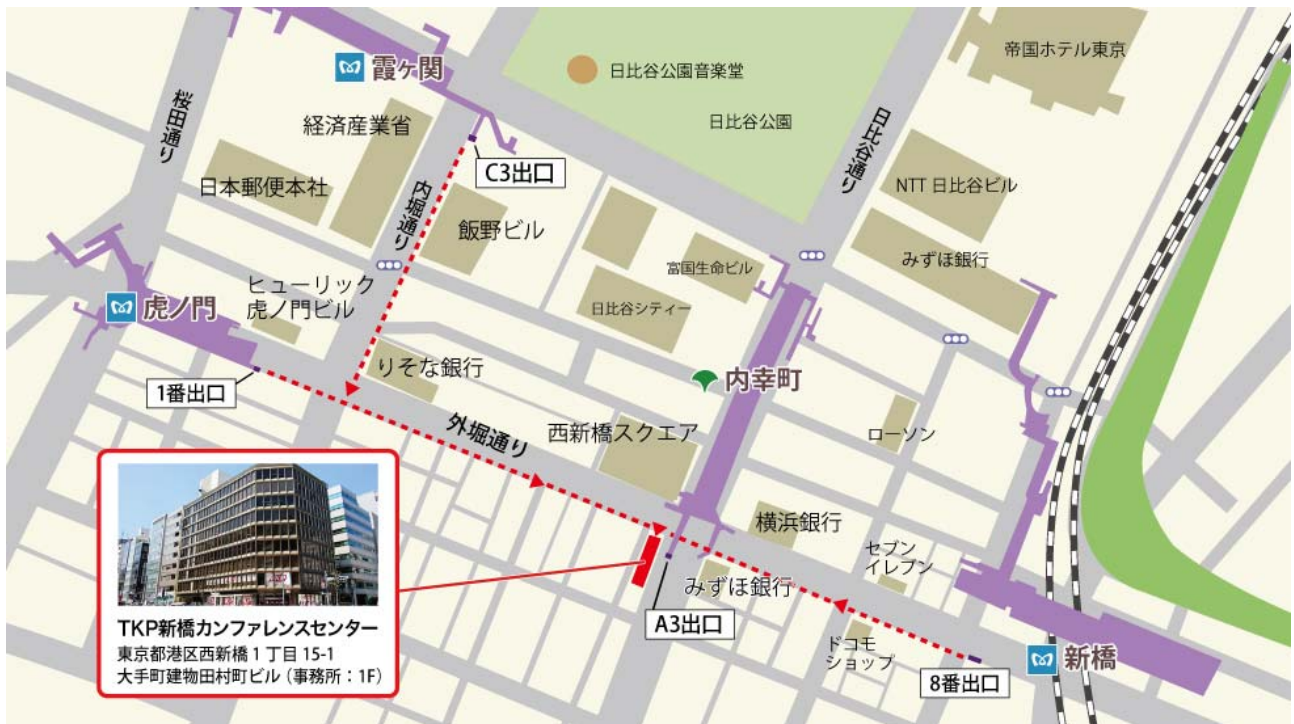 帝国ホテル東京
霞ヶ関
日比谷公園音楽堂
桜田通り
経済産業省
日比谷公園
日比谷通り
C3出口
日本郵便本社
内堀通り
飯野ビル
NTT 日比谷ビル
みずほ銀行
富国生命ビル
ヒューリック
虎ノ門ビル
虎ノ門
日比谷シティー
りそな銀行
内幸町
1番出口
外堀通り
西新橋スクエア
ローソン
横浜銀行
セブン
イレブン
みずほ銀行
A3出口
ドコモ
ショップ
8番出口
新橋
TKP新橋カンファレンスセンター
東京都港区西新橋 1 丁目 15-1
大手町建物田村町ビル (事務所:1F)